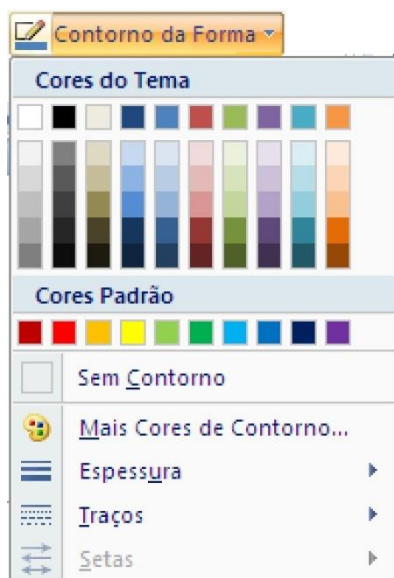 Contorno da Forma
Cores do Tema
Cores Padrão
Sem Contorno
Mais Cores de Contorno...
Espessura
Traços
Setas